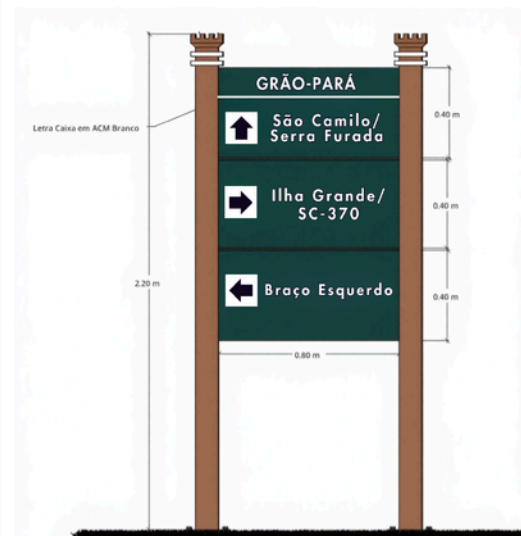 GRÃO-PARÁ
São Camilo/
Serra Furada
0.40 m
Letra Caixa em ACM Branco
Ilha Grande/
SC-370
0.40 m
2.20 m
Braço Esquerdo
0.40 m
0.80 m